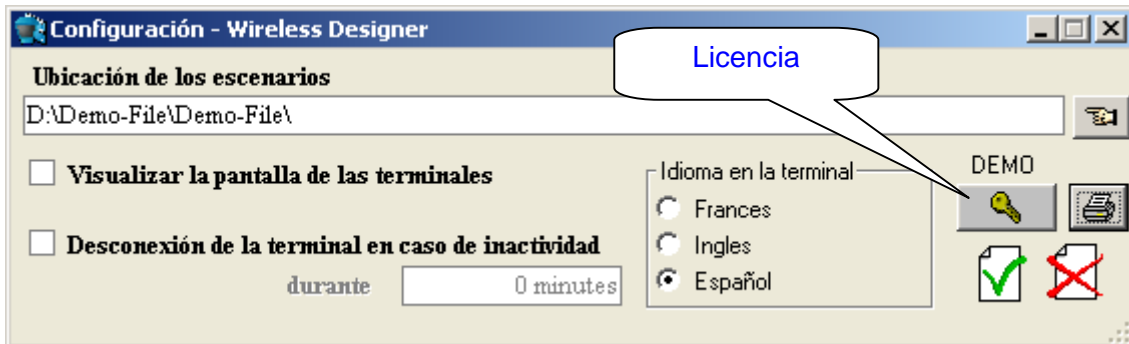 Configuración - Wireless Designer
Licencia
Ubicación de los escenarios
D:\Demo-File\Demo-File\
Visualizar la pantalla de las terminales
Idioma en la terminal
DEMO
Frances
Ingles
Español
Desconexión de la terminal en caso de inactividad
durante
0 minutes